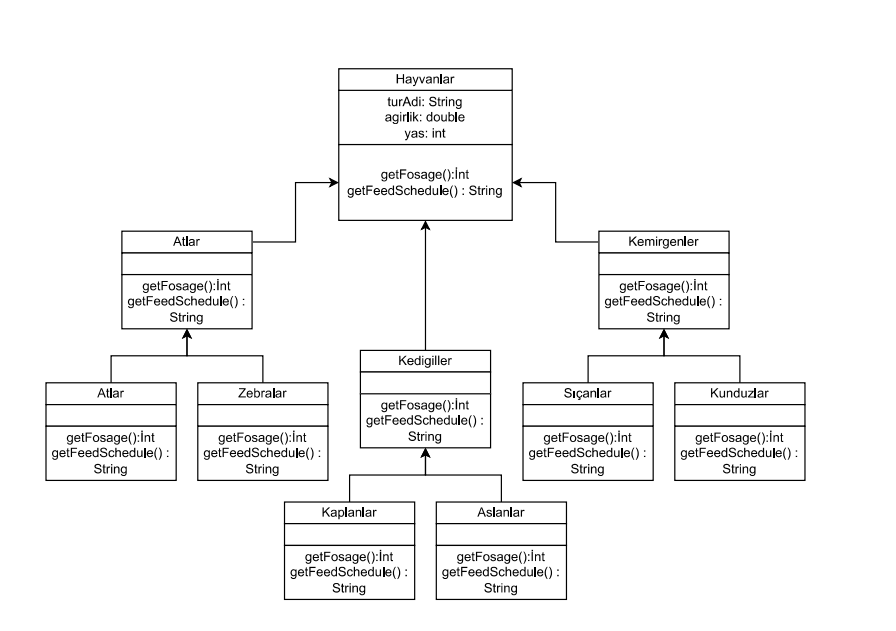 Hayvanlar
turAdi: String
agirlik: double
yas: int
getFosage():İnt
getFeedSchedule() : String
Atlar
getFosage():İnt
getFeedSchedule() :
String
Kemirgenler
getFosage():İnt
getFeedSchedule() :
String
Kedigiller
getFosage():İnt
getFeedSchedule() :
String
Atlar
getFosage():İnt
getFeedSchedule() :
String
Zebralar
getFosage():İnt
getFeedSchedule() :
String
Sıçanlar
getFosage():İnt
getFeedSchedule() :
String
Kunduzlar
getFosage():İnt
getFeedSchedule() :
String
Kaplanlar
getFosage():İnt
getFeedSchedule() :
String
Aslanlar
getFosage():İnt
getFeedSchedule() :
String